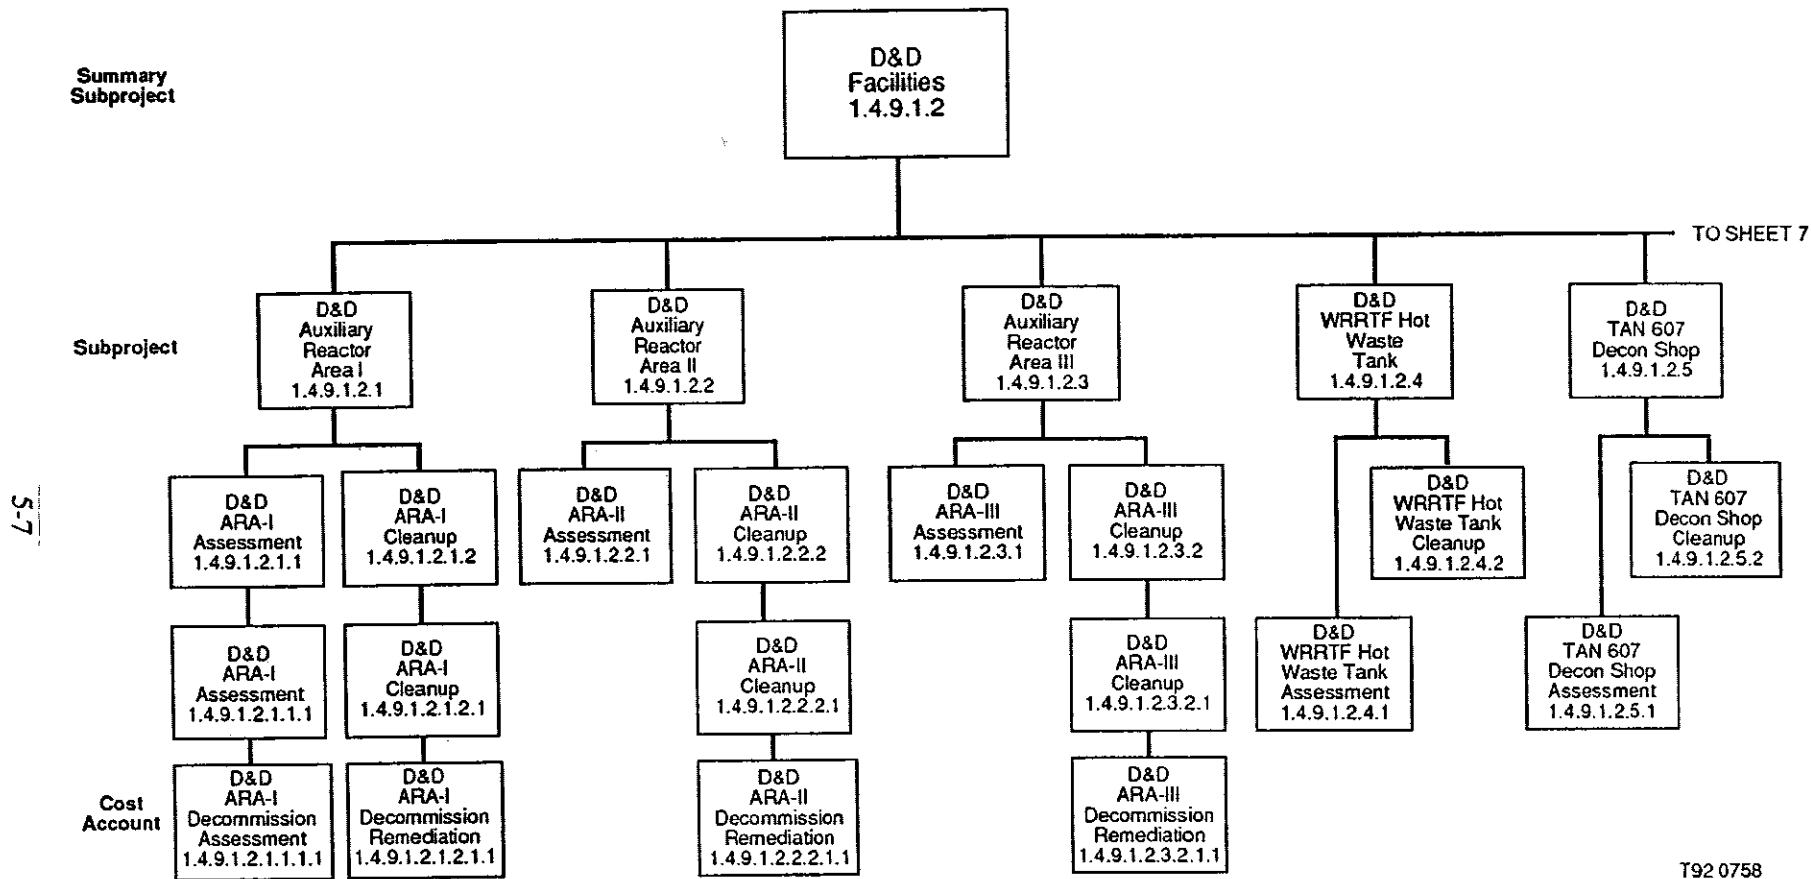 Summary
Subproject
D&D
Facilities
1.4.9.1.2
TO SHEET 7
Subproject
D&D
Auxiliary
Reactor
Area I
1.4.9.1.2.1
D&D
Auxiliary
Reactor
Area II
1.4.9.1.2.2
D&D
Auxiliary
Reactor
Area III
1.4.9.1.2.3
D&D
WRRTF Hot
Waste
Tank
1.4.9.1.2.4
D&D
TAN 607
Decon Shop
1.4.9.1.2.5
D&D
ARA-I
Assessment
1.4.9.1.2.1.1
D&D
ARA-I
Cleanup
1.4.9.1.2.1.2
D&D
ARA-II
Assessment
1.4.9.1.2.2.1
D&D
ARA-II
Cleanup
1.4.9.1.2.2.2
D&D
ARA-III
Assessment
1.4.9.1.2.3.1
D&D
ARA-III
Cleanup
1.4.9.1.2.3.2
D&D
WRRTF Hot
Waste Tank
Cleanup
1.4.9.1.2.4.2
D&D
TAN 607
Decon Shop
Cleanup
1.4.9.1.2.5.2
D&D
ARA-I
Assessment
1.4.9.1.2.1.1.1
D&D
ARA-I
Cleanup
1.4.9.1.2.1.2.1
D&D
ARA-II
Cleanup
1.4.9.1.2.2.2.1
D&D
ARA-III
Cleanup
1.4.9.1.2.3.2.1
D&D
WRRTF Hot
Waste Tank
Assessment
1.4.9.1.2.4.1
D&D
TAN 607
Decon Shop
Assessment
1.4.9.1.2.5.1
Cost
Account
D&D
ARA-I
Decommission
Assessment
1.4.9.1.2.1.1.1.1
D&D
ARA-I
Decommission
Remediation
1.4.9.1.2.1.2.1.1
D&D
ARA-II
Decommission
Remediation
1.4.9.1.2.2.2.1.1
D&D
ARA-III
Decommission
Remediation
1.4.9.1.2.3.2.1.1
T92 0758
5-7